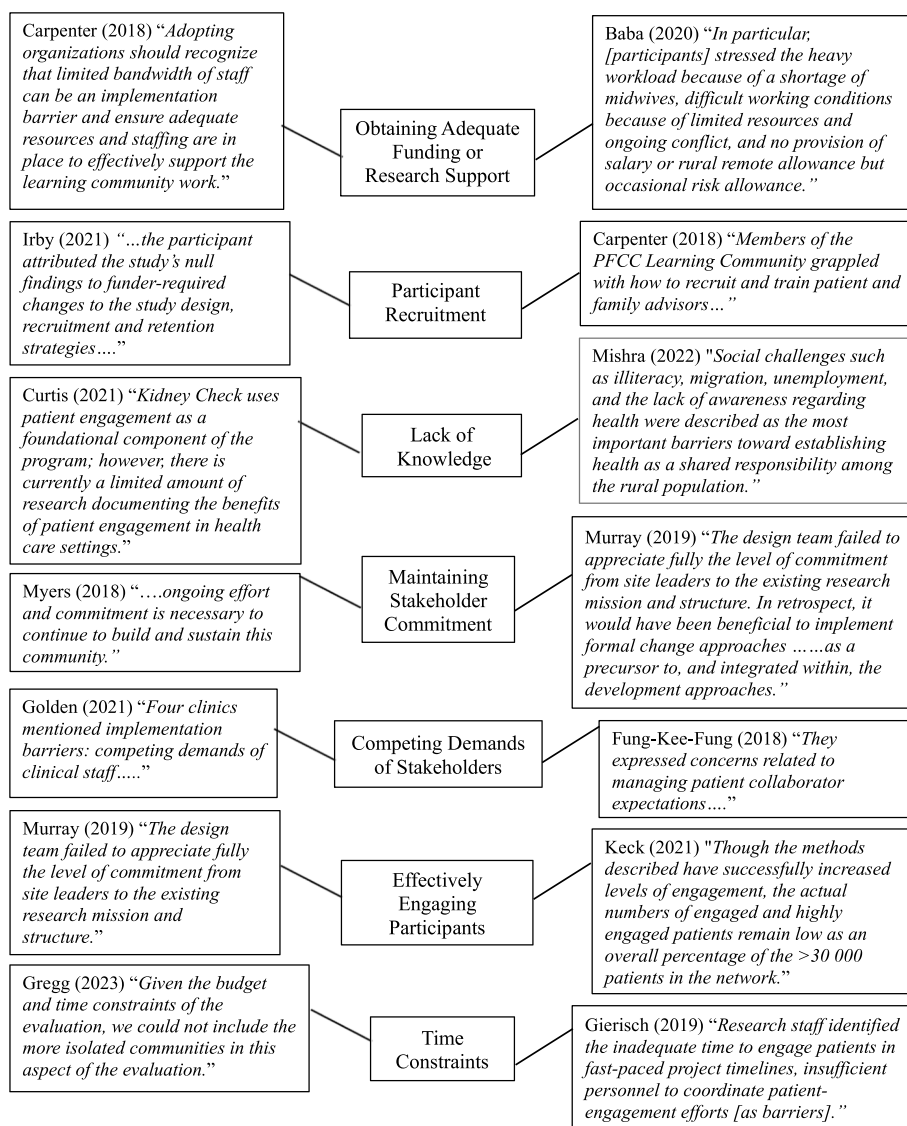 Carpenter (2018) “Adopting
organizations should recognize
that limited bandwidth of staff
can be an implementation
barrier and ensure adequate
resources and staffing are in
place to effectively support the
learning community work.”
Obtaining Adequate
Funding or
Research Support
Baba (2020) “In particular,
[participants] stressed the heavy
workload because of a shortage of
midwives, difficult working conditions
because of limited resources and
ongoing conflict, and no provision of
salary or rural remote allowance but
occasional risk allowance.”
Irby (2021) “…the participant
attributed the study’s null
findings to funder-required
changes to the study design,
recruitment and retention
strategies….”
Participant
Recruitment
Carpenter (2018) “Members of the
PFCC Learning Community grappled
with how to recruit and train patient and
family advisors…”
Curtis (2021) “Kidney Check uses
patient engagement as a
foundational component of the
program; however, there is
currently a limited amount of
research documenting the benefits
of patient engagement in health
care settings.”
Lack of
Knowledge
Mishra (2022) "Social challenges such
as illiteracy, migration, unemployment,
and the lack of awareness regarding
health were described as the most
important barriers toward establishing
health as a shared responsibility among
the rural population.”
Myers (2018) “….ongoing effort
and commitment is necessary to
continue to build and sustain this
community.”
Maintaining
Stakeholder
Commitment
Murray (2019) “The design team failed to
appreciate fully the level of commitment
from site leaders to the existing research
mission and structure. In retrospect, it
would have been beneficial to implement
formal change approaches ……as a
precursor to, and integrated within, the
development approaches.”
Golden (2021) “Four clinics
mentioned implementation
barriers: competing demands of
clinical staff…..”
Competing Demands
of Stakeholders
Fung-Kee-Fung (2018) “They
expressed concerns related to
managing patient collaborator
expectations….”
Murray (2019) “The design
team failed to appreciate fully
the level of commitment from
site leaders to the existing
research mission and
structure.”
Effectively
Engaging
Participants
Keck (2021) "Though the methods
described have successfully increased
levels of engagement, the actual
numbers of engaged and highly
engaged patients remain low as an
overall percentage of the >30 000
patients in the network.”
Gregg (2023) “Given the budget
and time constraints of the
evaluation, we could not include the
more isolated communities in this
aspect of the evaluation.”
Time
Constraints
Gierisch (2019) “Research staff identified
the inadequate time to engage patients in
fast-paced project timelines, insufficient
personnel to coordinate patient-
engagement efforts [as barriers].”